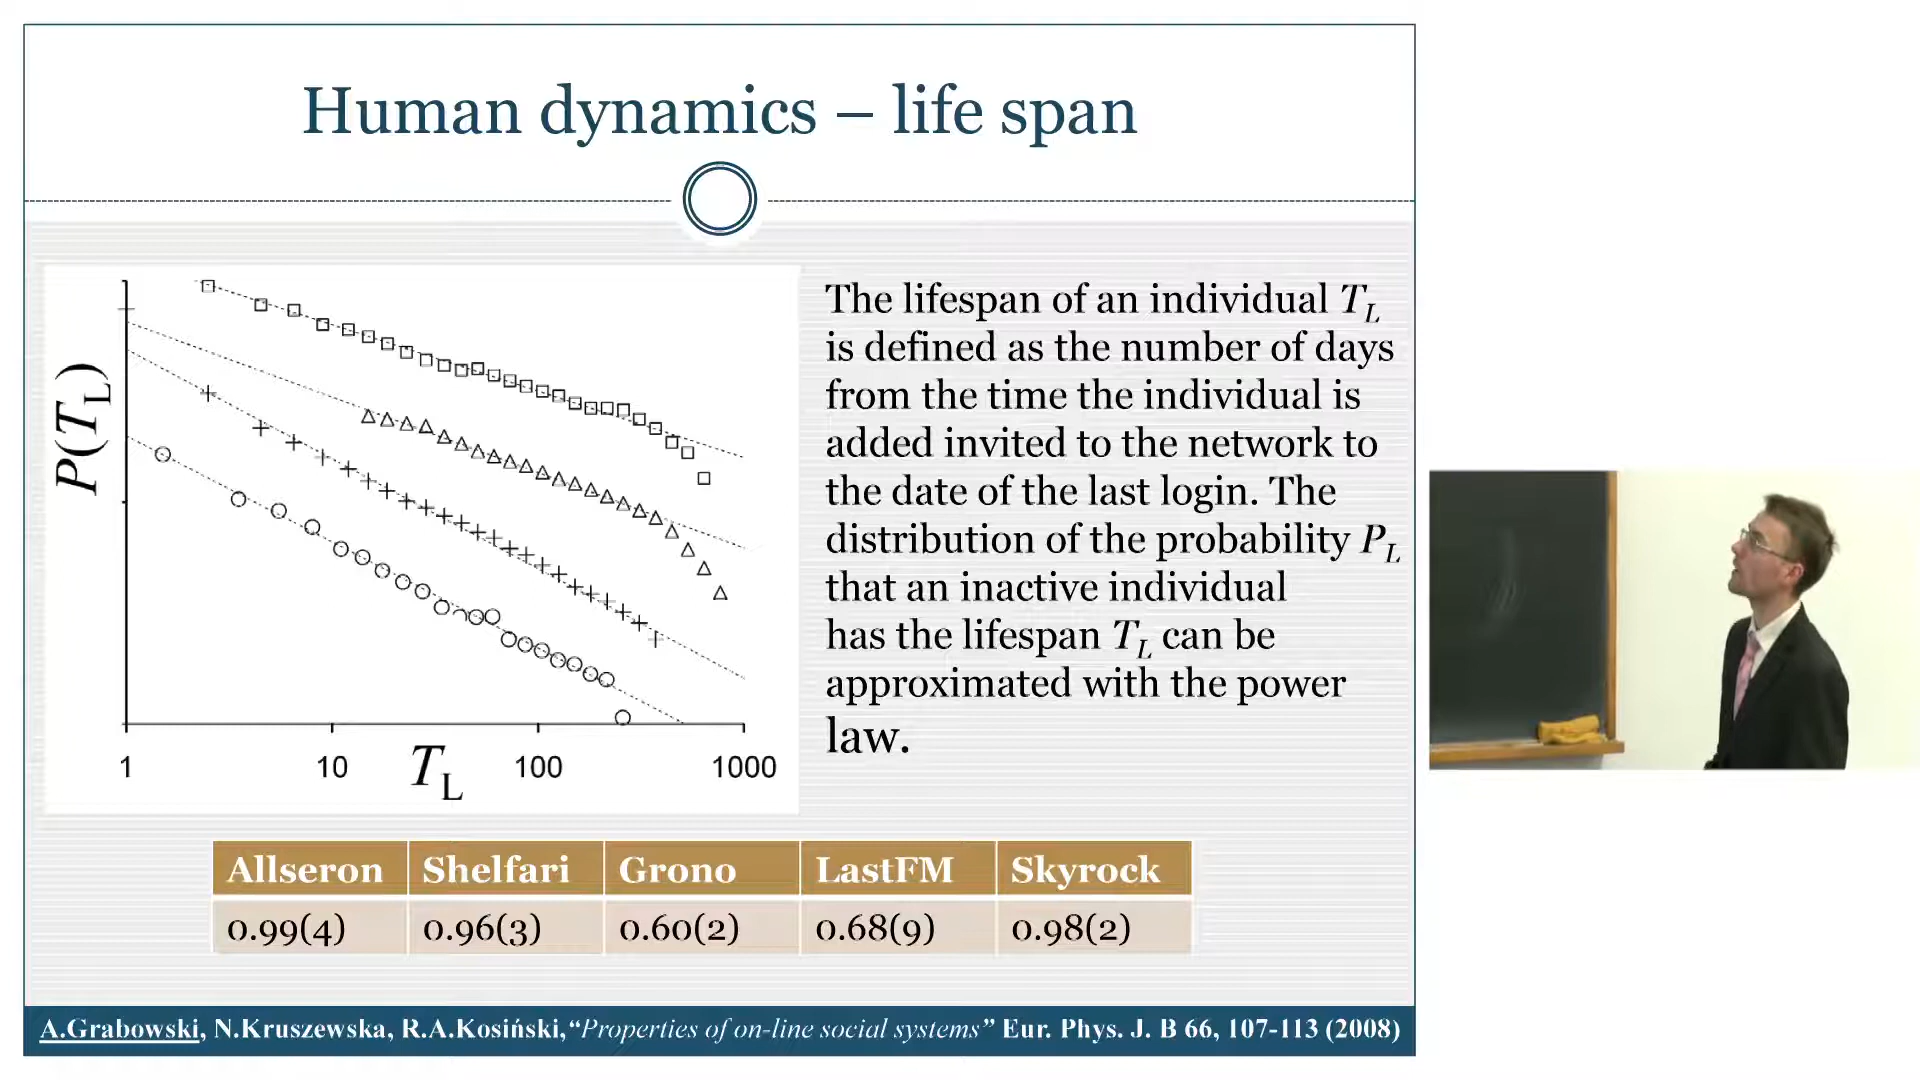 Human dynamics – life span
P(TL)
1
10
100
1000
TL
The lifespan of an individual TL
is defined as the number of days
from the time the individual is
added invited to the network to
the date of the last login. The
distribution of the probability PL
that an inactive individual
has the lifespan TL can be
approximated with the power
law.
Allseron Shelfari Grono LastFM Skyrock
0.99(4) 0.96(3) 0.60(2) 0.68(9) 0.98(2)
A.Grabowski, N.Kruszewska, R.A.Kosiński,“Properties of on-line social systems” Eur. Phys. J. B 66, 107-113 (2008)